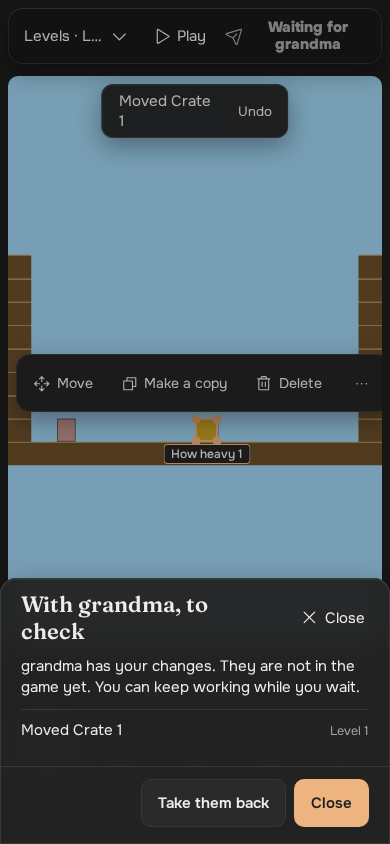 Levels · L...
Play
Waiting for
grandma
Moved Crate
1
Undo
Move
Make a copy
Delete
...
How heavy 1
With grandma, to
check
Close
grandma has your changes. They are not in the
game yet. You can keep working while you wait.
Moved Crate 1
Level 1
Take them back
Close